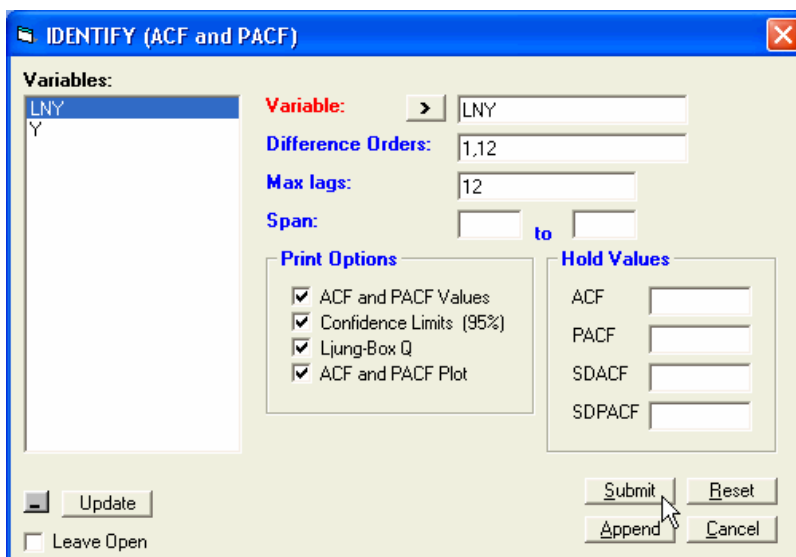 IDENTIFY (ACF and PACF)
Variables:
LNY
Y
Variable: > LNY
Difference Orders: 1,12
Max lags: 12
Span: to
Print Options
ACF and PACF Values
Confidence Limits (95%)
Ljung-Box Q
ACF and PACF Plot
Hold Values
ACF
PACF
SDACF
SDPACF
Update
Leave Open
Submit Reset
Append Cancel